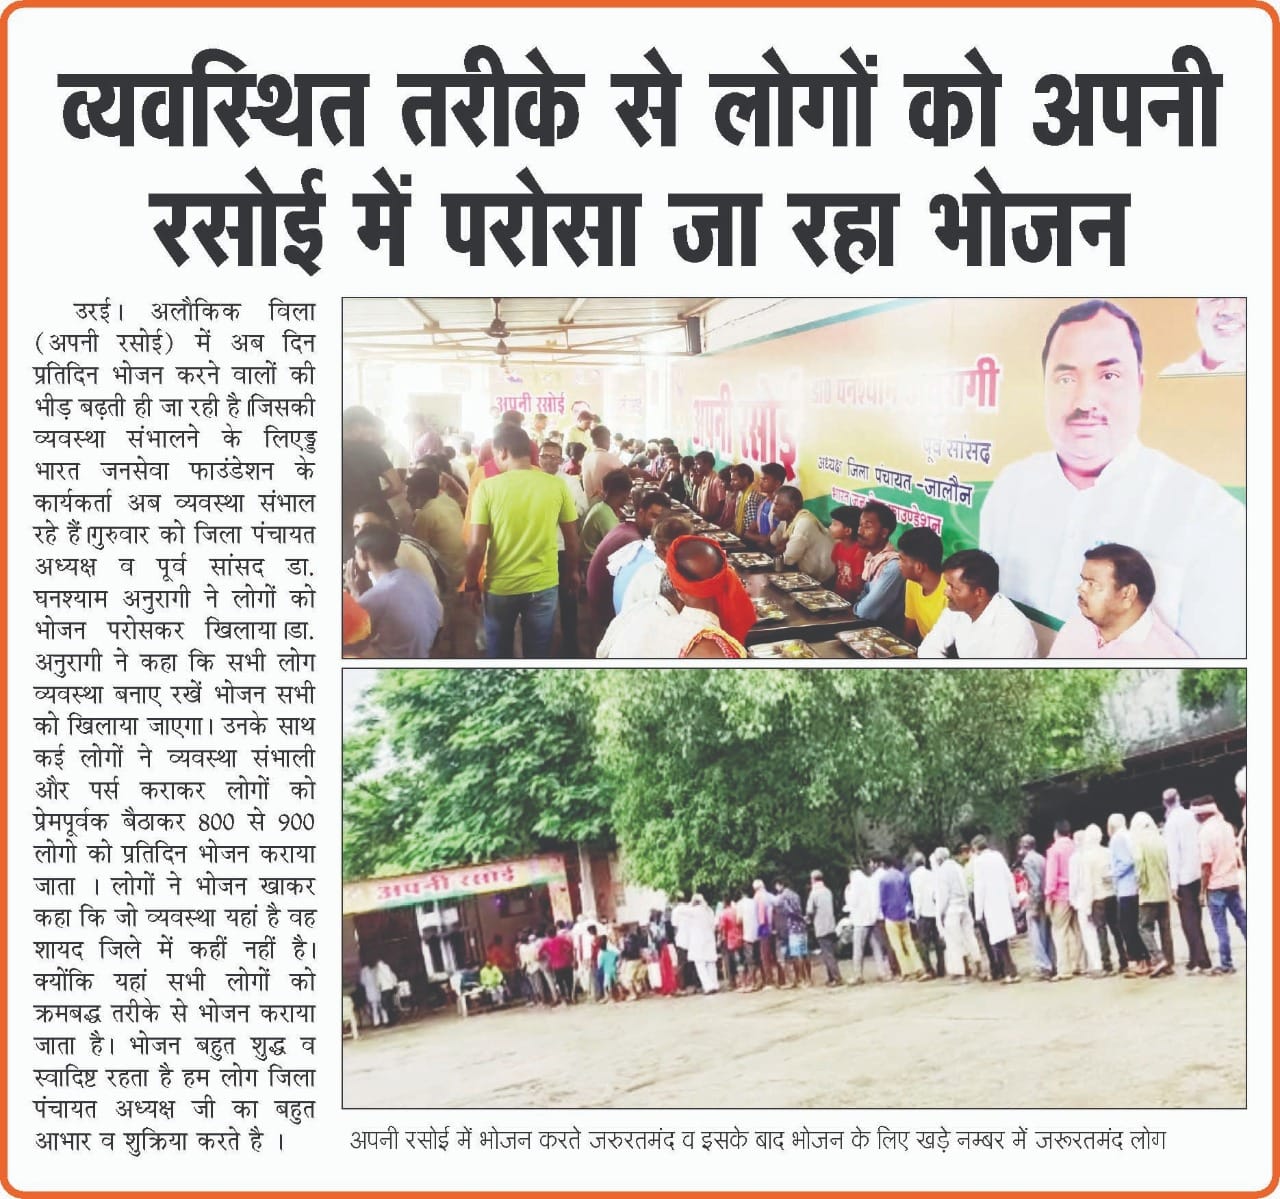 व्यवस्थित तरीके से लोगों को अपनी
रसोई में परोसा जा रहा भोजन
उरई। अलौकिक विला
(अपनी रसोई) में अब दिन
प्रतिदिन भोजन करने वालों की
भीड़ बढ़ती ही जा रही है।जिसकी
व्यवस्था संभालने के लिएड्ड
भारत जनसेवा फाउंडेशन के
कार्यकर्ता अब व्यवस्था संभाल
रहे हैं।गुरुवार को जिला पंचायत
अध्यक्ष व पूर्व सांसद डा.
घनश्याम अनुरागी ने लोगों को
भोजन परोसकर खिलाया।डा.
अनुरागी ने कहा कि सभी लोग
व्यवस्था बनाए रखें भोजन सभी
को खिलाया जाएगा। उनके साथ
कई लोगों ने व्यवस्था संभाली
और पर्स कराकर लोगों को
प्रेमपूर्वक बैठाकर 800 से 900
लोगो को प्रतिदिन भोजन कराया
जाता । लोगों ने भोजन खाकर
कहा कि जो व्यवस्था यहां है वह
शायद जिले में कहीं नहीं है।
क्योंकि यहां सभी लोगों को
क्रमबद्ध तरीके से भोजन कराया
जाता है। भोजन बहुत शुद्ध व
स्वादिष्ट रहता है हम लोग जिला
पंचायत अध्यक्ष जी का बहुत
आभार व शुक्रिया करते है ।
अपनी रसोई
अपनी रसोई
डा0 घनश्याम अनुरागी
पूर्व सांसद
अध्यक्ष जिला पंचायत -जालौन
अपनी रसोई
अपनी रसोई में भोजन करते जरुरतमंद व इसके बाद भोजन के लिए खड़े नम्बर में जरूरतमंद लोग